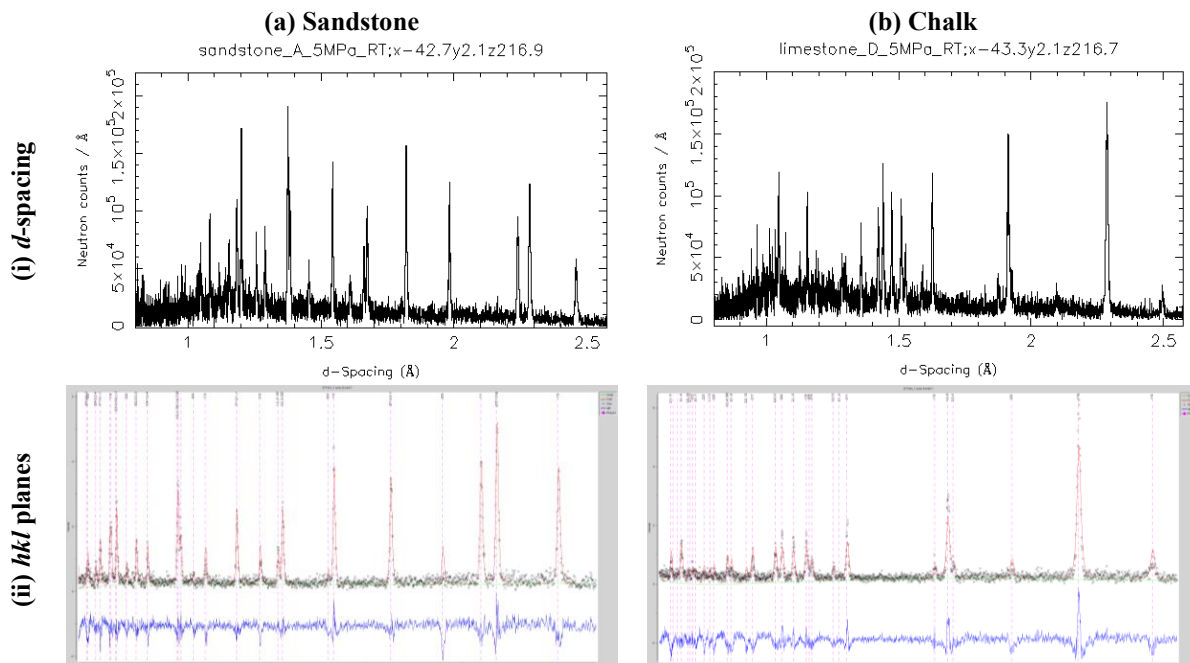 (a) Sandstone
sandstone_A_5MPa_RT;x-42.7y2.1z216.9
(i) d-spacing
Neutron counts / Å
0 5×10⁴ 10⁵ 1.5×10⁵ 2×10⁵
1 1.5 2 2.5
d-Spacing (Å)
(b) Chalk
limestone_D_5MPa_RT;x-43.3y2.1z216.7
Neutron counts / Å
0 5×10⁴ 10⁵ 1.5×10⁵ 2×10⁵
1 1.5 2 2.5
d-Spacing (Å)
(ii) hkl planes